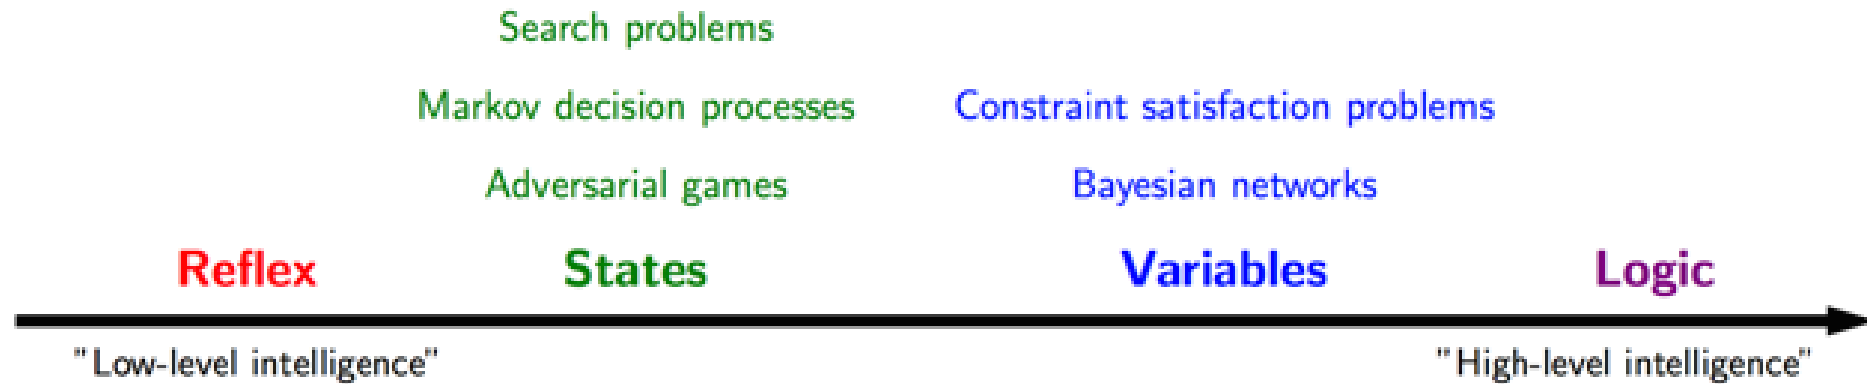 Search problems
Markov decision processes Constraint satisfaction problems
Adversarial games Bayesian networks
Reflex States Variables Logic
"Low-level intelligence" "High-level intelligence"